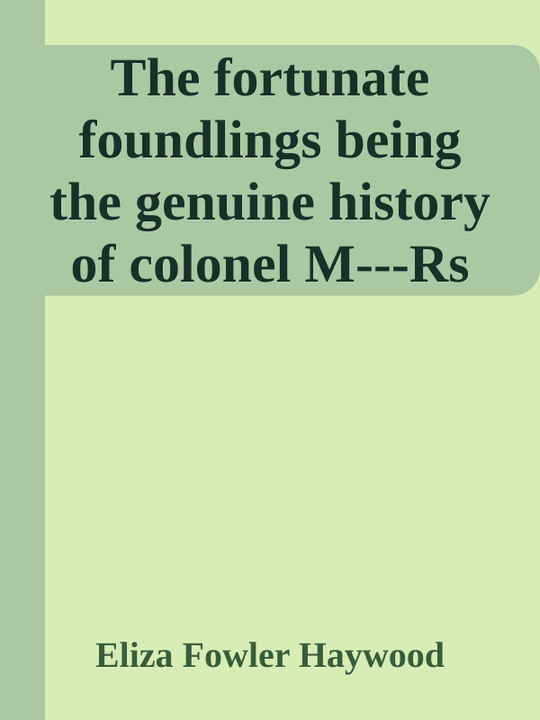 The fortunate
foundlings being
the genuine history
of colonel M---Rs
Eliza Fowler Haywood